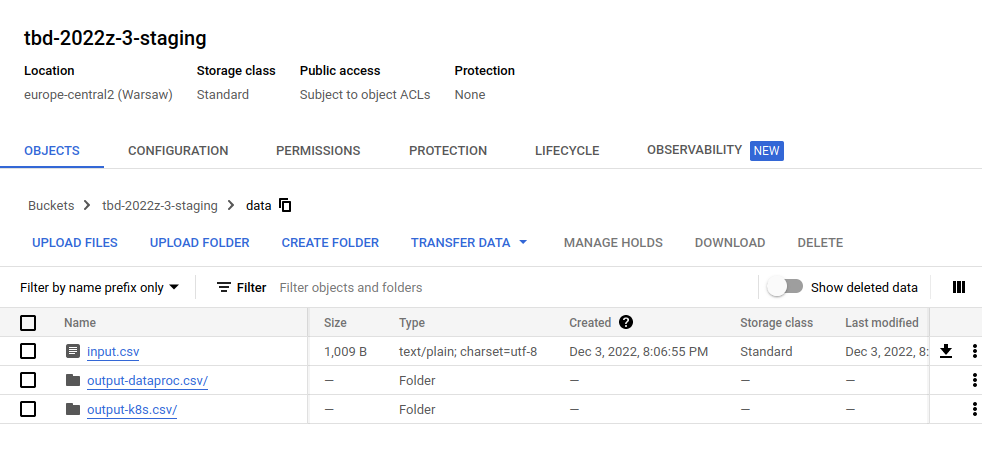 tbd-2022z-3-staging
Location Storage class Public access Protection
europe-central2 (Warsaw) Standard Subject to object ACLs None
OBJECTS CONFIGURATION PERMISSIONS PROTECTION LIFECYCLE OBSERVABILITY NEW
Buckets > tbd-2022z-3-staging > data
UPLOAD FILES UPLOAD FOLDER CREATE FOLDER TRANSFER DATA MANAGE HOLDS DOWNLOAD DELETE
Filter by name prefix only Filter Filter objects and folders Show deleted data
Name Size Type Created ? Storage class Last modified
input.csv 1,009 B text/plain; charset=utf-8 Dec 3, 2022, 8:06:55 PM Standard Dec 3, 2022, 8:
output-dataproc.csv/ — Folder — — —
output-k8s.csv/ — Folder — — —